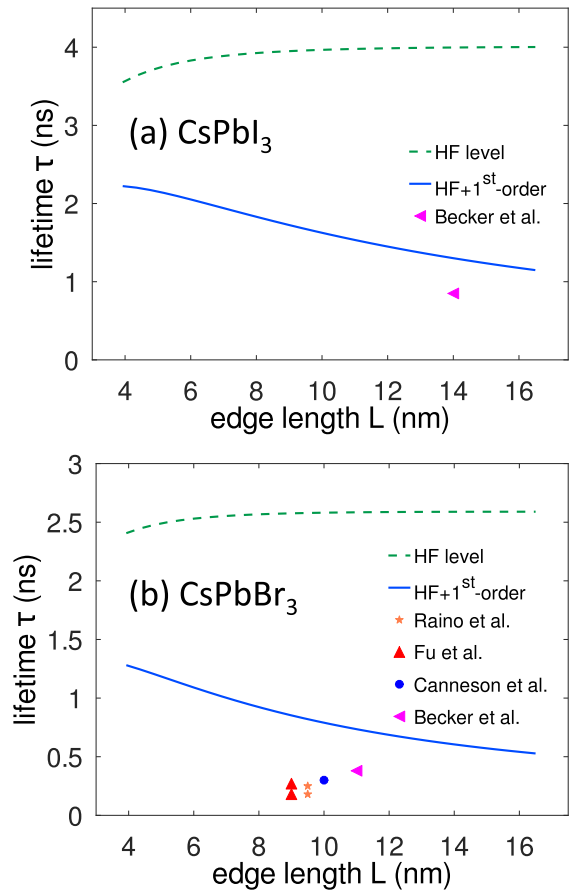 4
3
2
1
0
lifetime τ (ns)
(a) CsPbI₃
HF level
HF+1ˢᵗ-order
Becker et al.
4 6 8 10 12 14 16
edge length L (nm)
3
2.5
2
1.5
1
0.5
0
lifetime τ (ns)
(b) CsPbBr₃
HF level
HF+1ˢᵗ-order
Raino et al.
Fu et al.
Canneson et al.
Becker et al.
4 6 8 10 12 14 16
edge length L (nm)